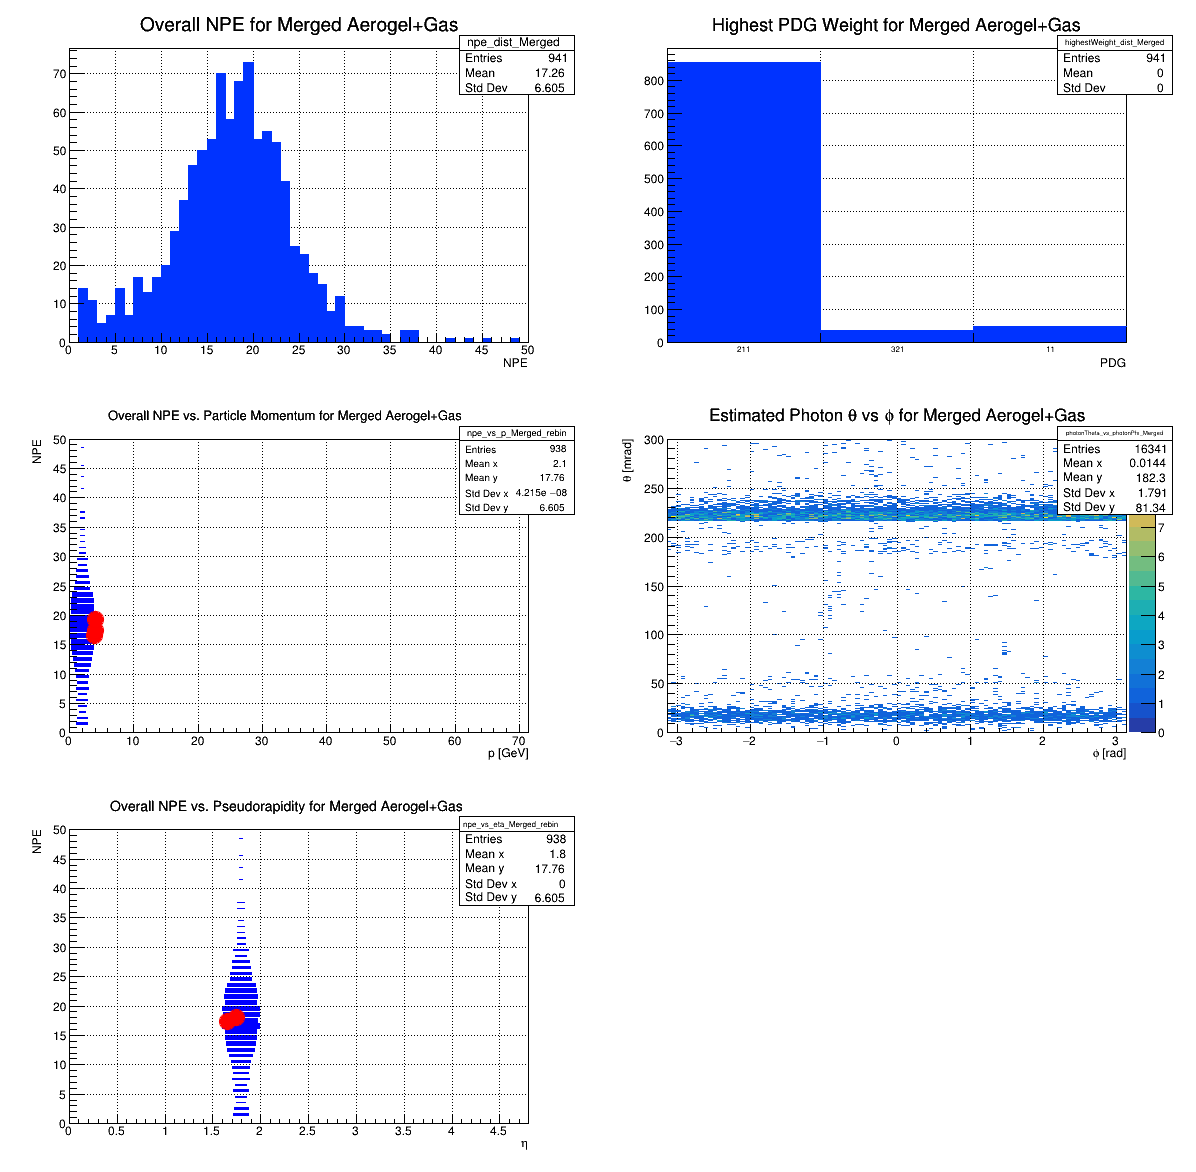 Overall NPE for Merged Aerogel+Gas
npe_dist_Merged
Entries 941
Mean 17.26
Std Dev 6.605
70
60
50
40
30
20
10
0
0 5 10 15 20 25 30 35 40 45 50
NPE
Highest PDG Weight for Merged Aerogel+Gas
highestWeight_dist_Merged
Entries 941
Mean 0
Std Dev 0
800
700
600
500
400
300
200
100
0
211 321 11
PDG
Overall NPE vs. Particle Momentum for Merged Aerogel+Gas
npe_vs_p_Merged_rebin
Entries 938
Mean x 2.1
Mean y 17.76
Std Dev x 4.215e −08
Std Dev y 6.605
NPE
50
45
40
35
30
25
20
15
10
5
0
0 10 20 30 40 50 60 70
p [GeV]
Estimated Photon θ vs ϕ for Merged Aerogel+Gas
photonTheta_vs_photonPhi_Merged
Entries 16341
Mean x 0.0144
Mean y 182.3
Std Dev x 1.791
Std Dev y 81.34
θ [mrad]
300
250
200
150
100
50
0
−3 −2 −1 0 1 2 3
ϕ [rad]
7
6
5
4
3
2
1
0
Overall NPE vs. Pseudorapidity for Merged Aerogel+Gas
npe_vs_eta_Merged_rebin
Entries 938
Mean x 1.8
Mean y 17.76
Std Dev x 0
Std Dev y 6.605
NPE
50
45
40
35
30
25
20
15
10
5
0
0 0.5 1 1.5 2 2.5 3 3.5 4 4.5
η